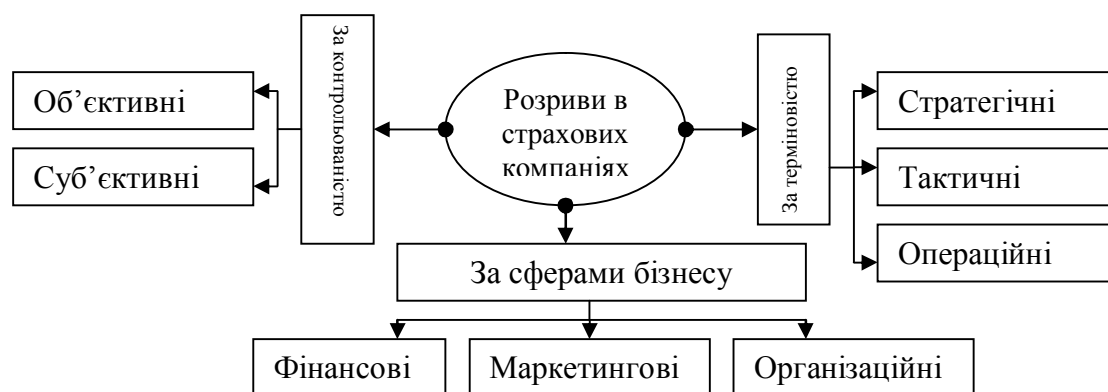 За контрольованістю
Об’єктивні
Суб’єктивні
Розриви в
страхових
компаніях
За терміновістю
Стратегічні
Тактичні
Операційні
За сферами бізнесу
Фінансові
Маркетингові
Організаційні